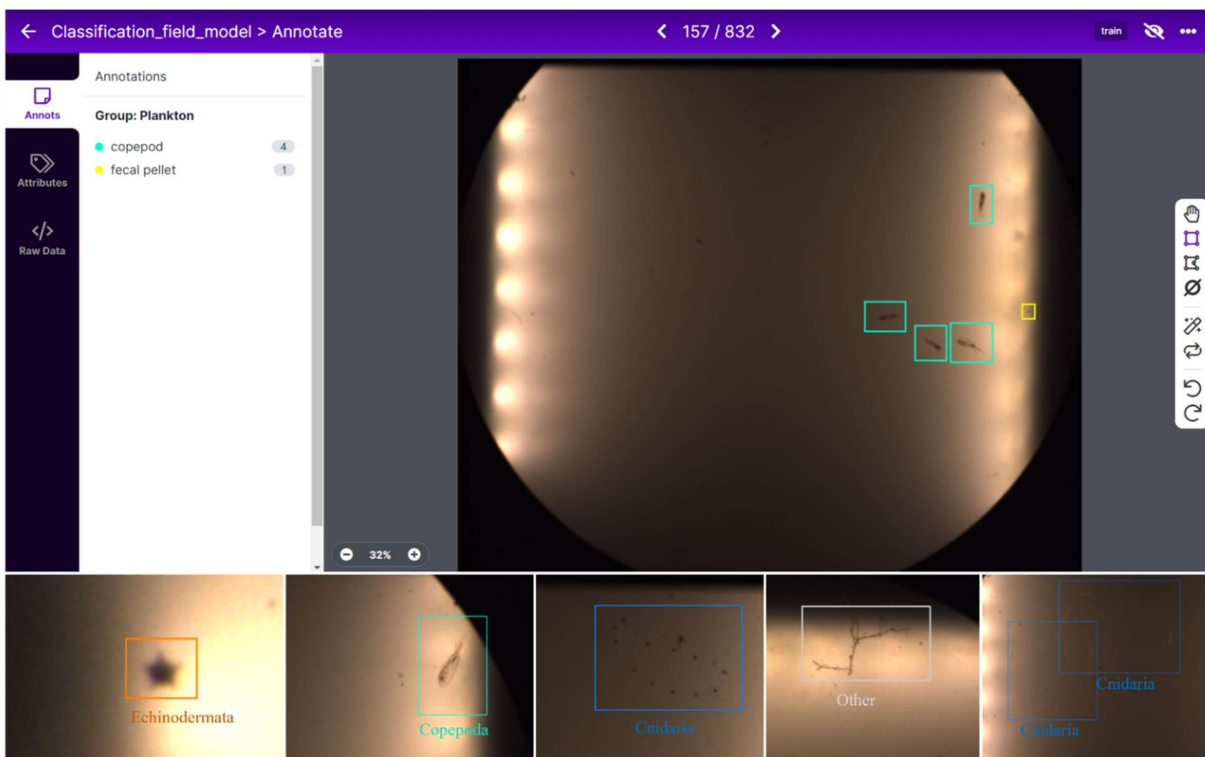 Classification_field_model > Annotate
157 / 832
train
Annots
Attributes
Raw Data
Annotations
Group: Plankton
copepod 4
fecal pellet 1
32%
Echinodermata
Copepoda
Cnidaria
Other
Cnidaria
Cnidaria